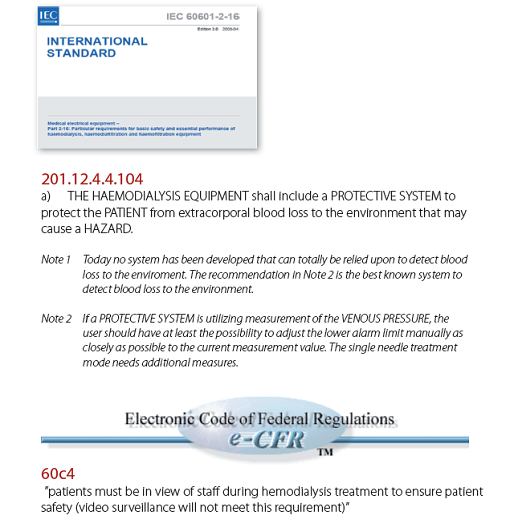 IEC
IEC 60601-2-16
Edition 3.0 2008-04
INTERNATIONAL
STANDARD
Medical electrical equipment –
Part 2-16: Particular requirements for basic safety and essential performance of
haemodialysis, haemodiafiltration and haemofiltration equipment
201.12.4.4.104
a) THE HAEMODIALYSIS EQUIPMENT shall include a PROTECTIVE SYSTEM to
protect the PATIENT from extracorporal blood loss to the environment that may
cause a HAZARD.
Note 1 Today no system has been developed that can totally be relied upon to detect blood
loss to the enviroment. The recommendation in Note 2 is the best known system to
detect blood loss to the environment.
Note 2 If a PROTECTIVE SYSTEM is utilizing measurement of the VENOUS PRESSURE, the
user should have at least the possibility to adjust the lower alarm limit manually as
closely as possible to the current measurement value. The single needle treatment
mode needs additional measures.
Electronic Code of Federal Regulations
e-CFR
TM
60c4
"patients must be in view of staff during hemodialysis treatment to ensure patient
safety (video surveillance will not meet this requirement)"